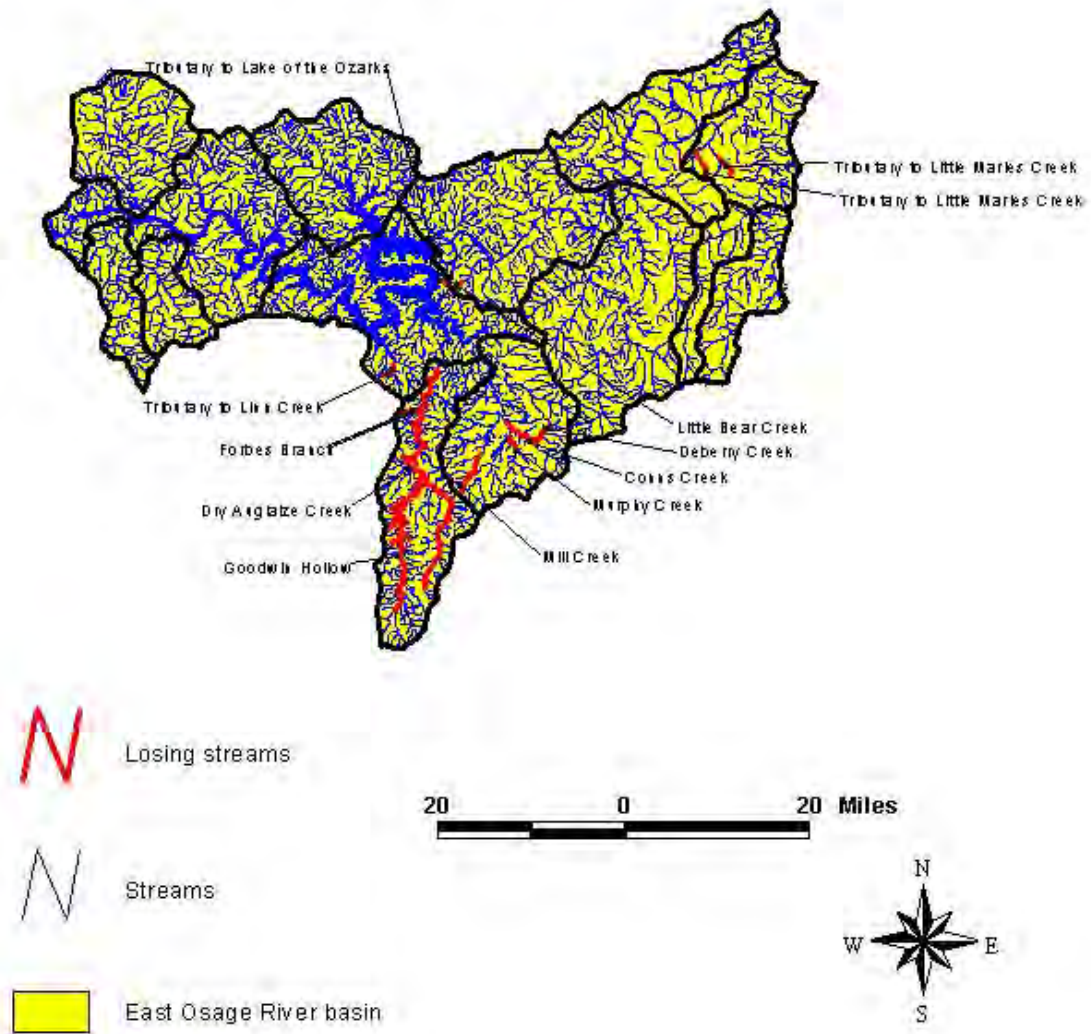 Tributary to Lake of the Ozarks
Tributary to Little Maries Creek
Tributary to Little Maries Creek
Tributary to Linn Creek
Little Bear Creek
Forbes Branch
Deberry Creek
Conns Creek
Dry Auglaize Creek
Murphy Creek
Mill Creek
Goodwin Hollow
Losing streams
20 0 20 Miles
Streams
N
W E
S
East Osage River basin